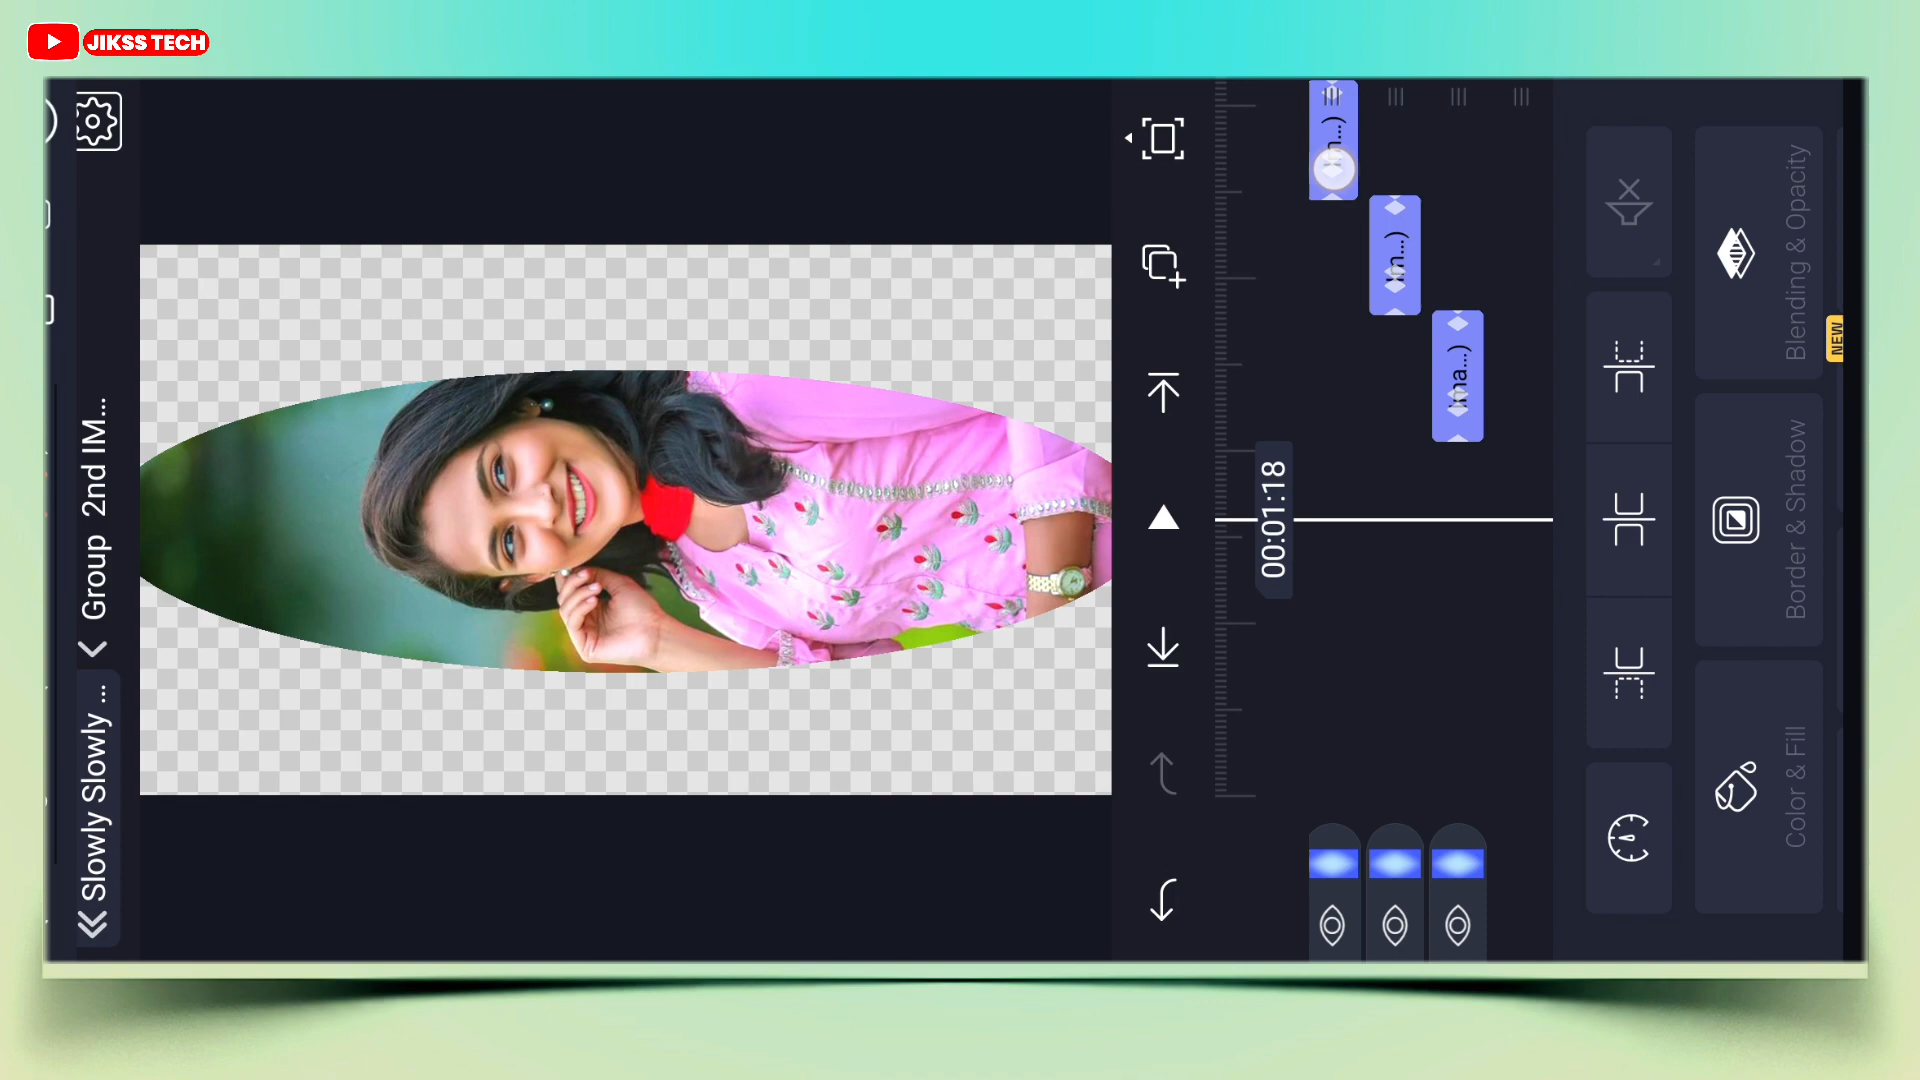 JIKSS TECH
Slowly Slowly ...
Group 2nd IM...
00:01:18
...)
...)
...)
Color & Fill
Border & Shadow
Blending & Opacity
NEW